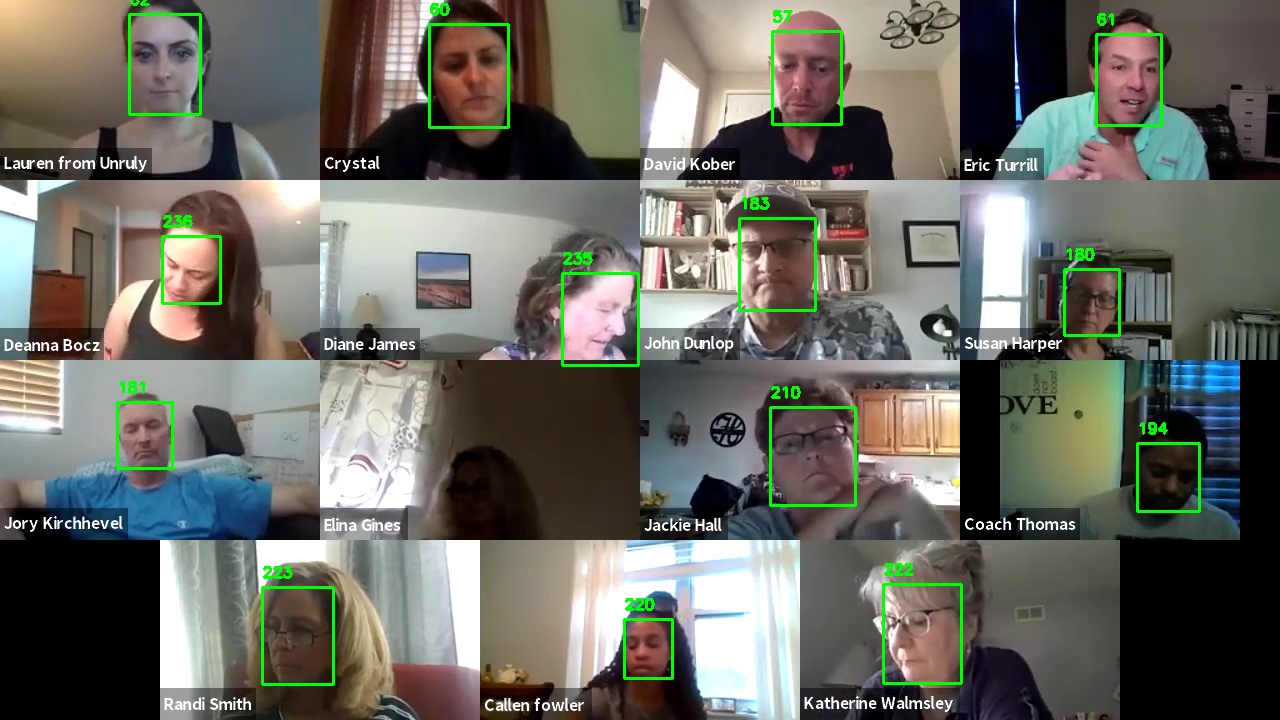 62
60
57
61
Lauren from Unruly
Crystal
David Kober
Eric Turrill
236
235
183
180
Deanna Bocz
Diane James
John Dunlop
Susan Harper
181
210
194
OVE
Jory Kirchhevel
Elina Gines
Jackie Hall
Coach Thomas
223
220
222
Randi Smith
Callen fowler
Katherine Walmsley